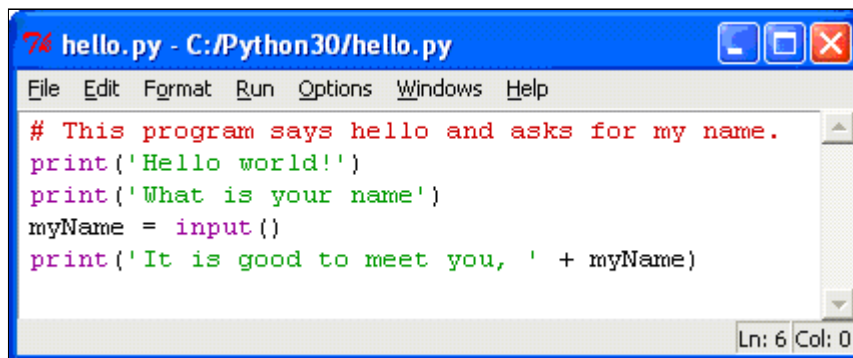 7% hello.py - C:/Python30/hello.py
File Edit Format Run Options Windows Help
# This program says hello and asks for my name.
print('Hello world!')
print('What is your name')
myName = input()
print('It is good to meet you, ' + myName)
Ln: 6 Col: 0